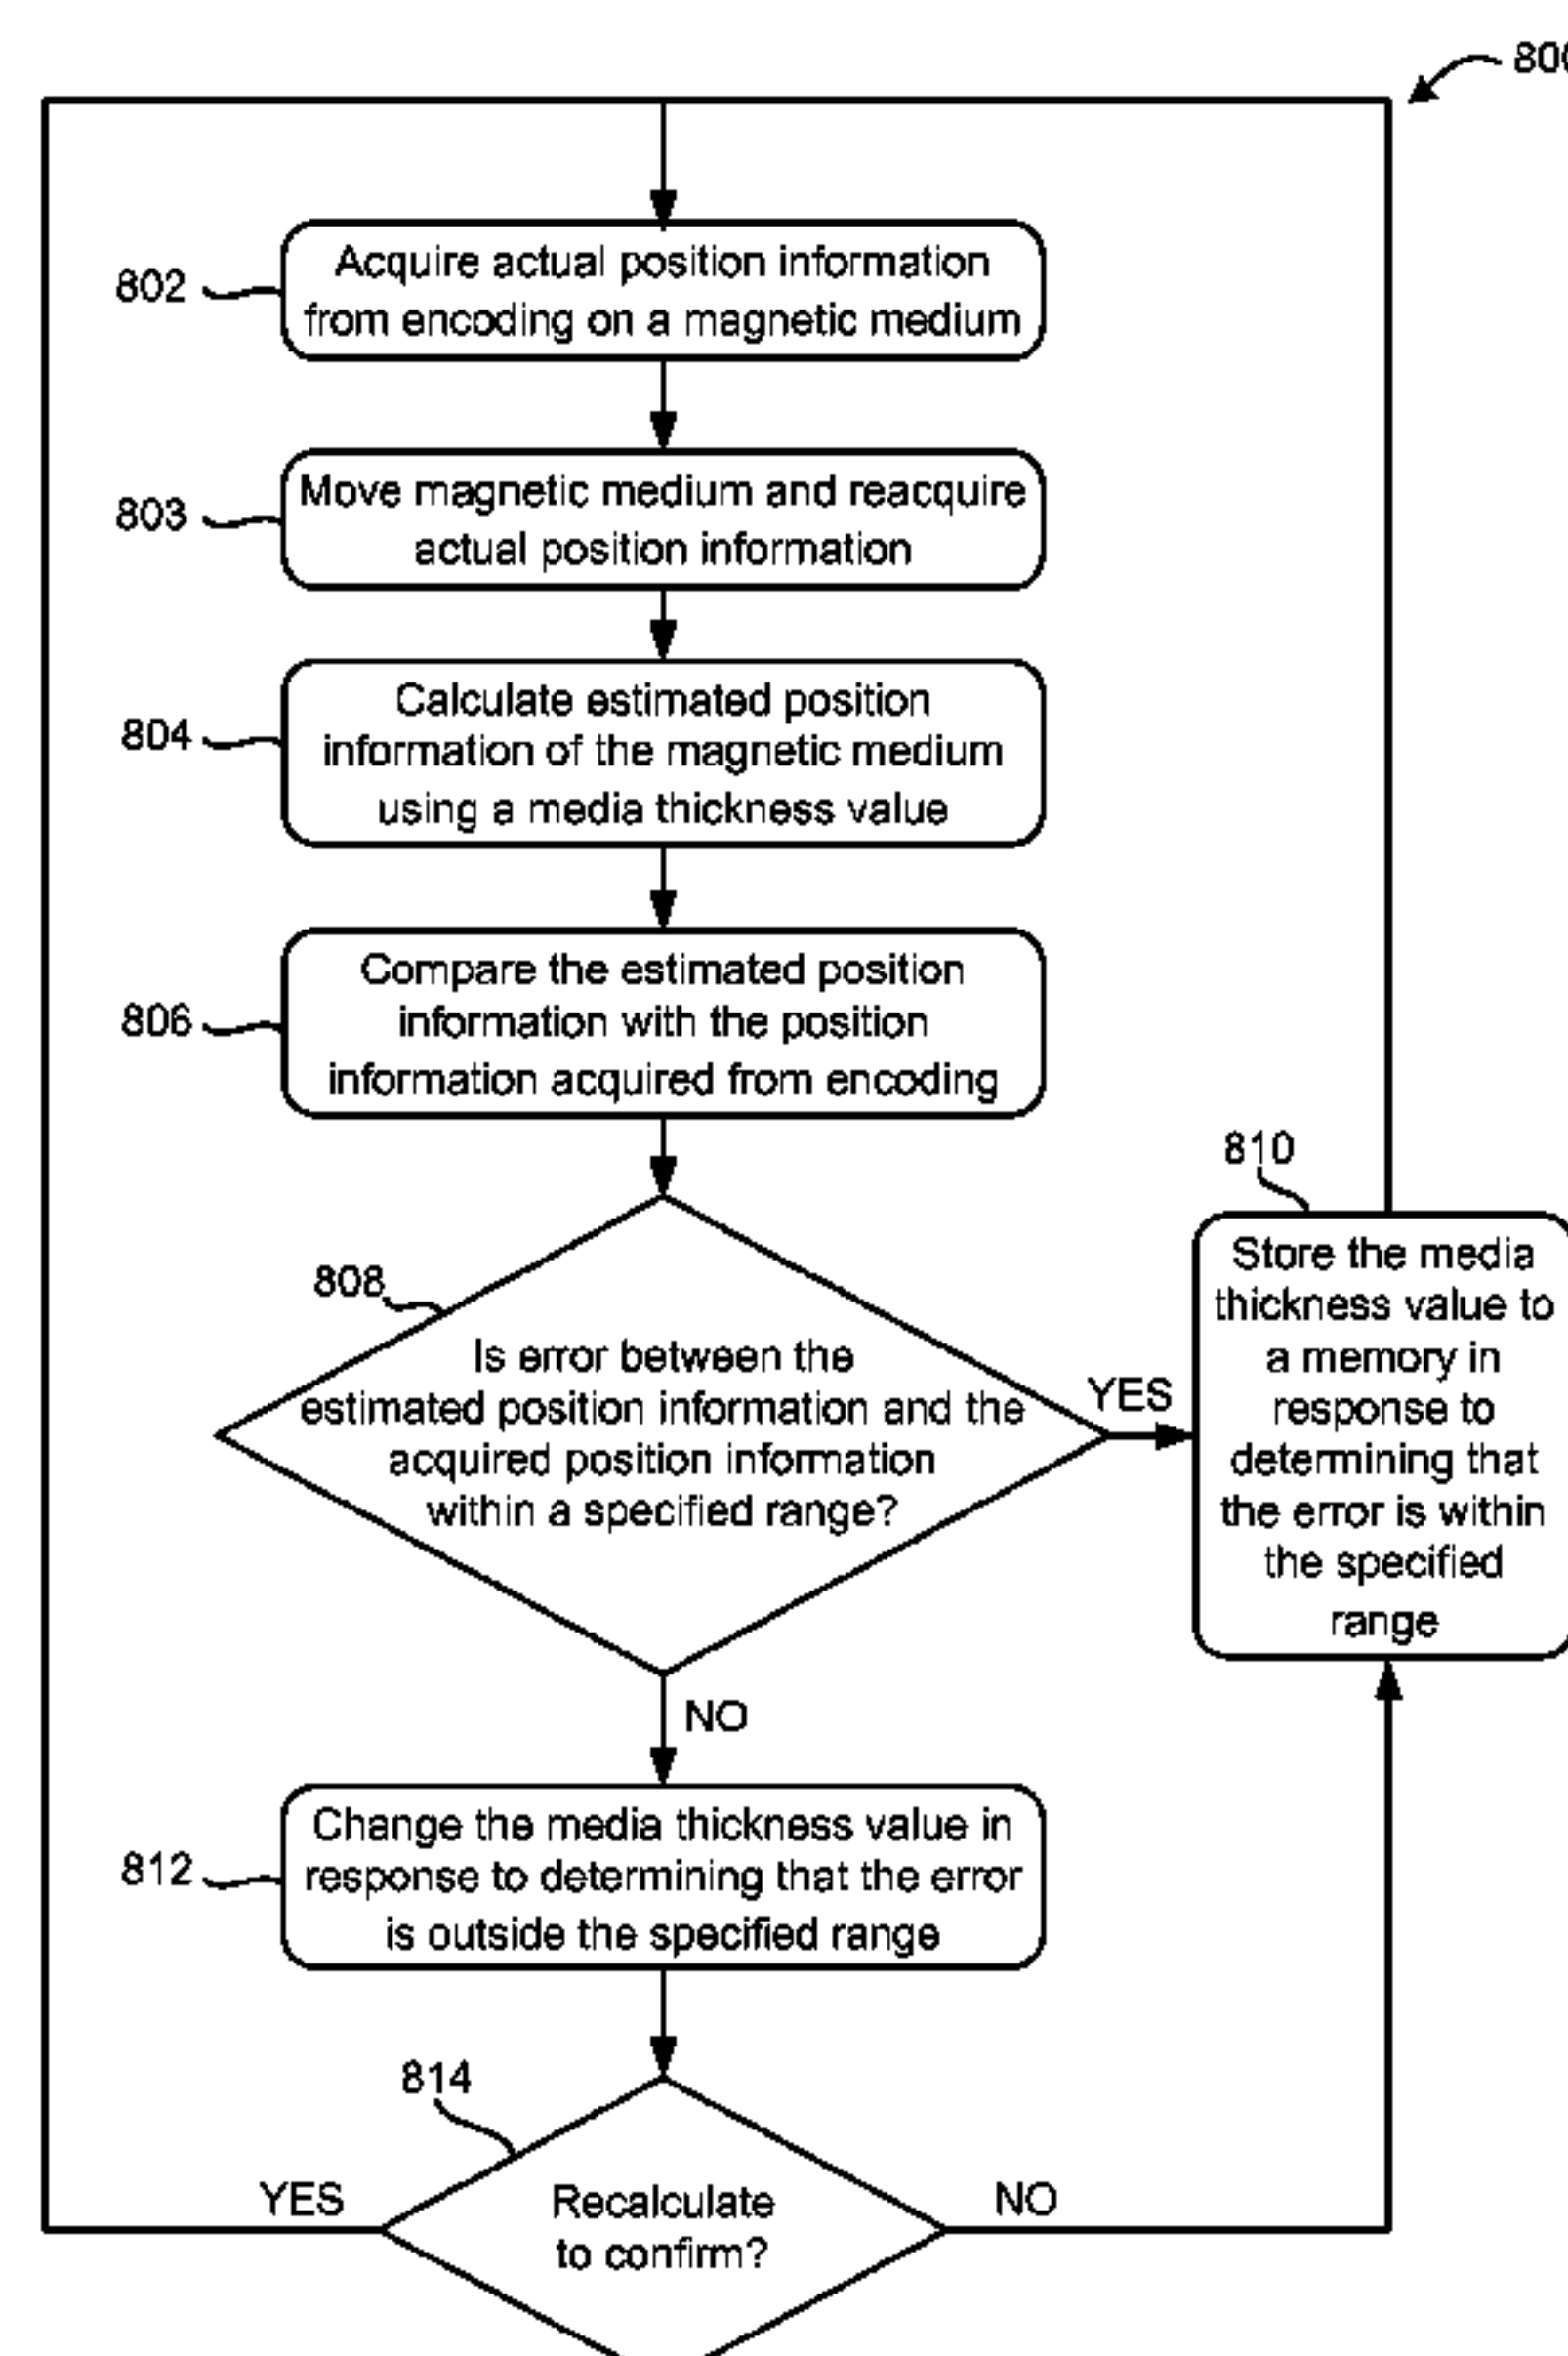 802
Acquire actual position information
from encoding on a magnetic medium
803
Move magnetic medium and reacquire
actual position information
804
Calculate estimated position
information of the magnetic medium
using a media thickness value
806
Compare the estimated position
information with the position
information acquired from encoding
808
Is error between the
estimated position information and the
acquired position information
within a specified range?
YES
810
Store the media
thickness value to
a memory in
response to
determining that
the error is within
the specified
range
NO
812
Change the media thickness value in
response to determining that the error
is outside the specified range
814
Recalculate
to confirm?
YES
NO